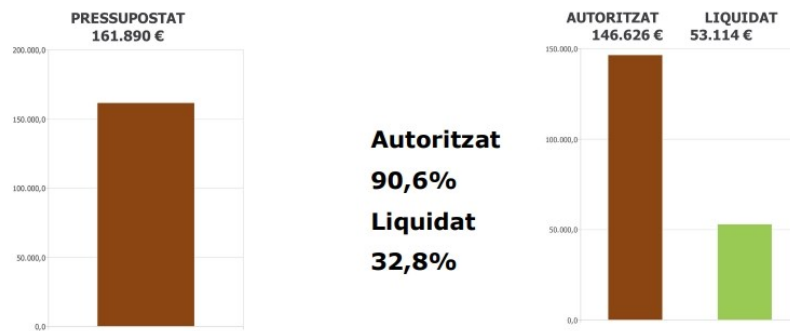 PRESSUPOSTAT
161.890 €
200.000,0
150.000,0
100.000,0
50.000,0
0,0
Autoritzat
90,6%
Liquidat
32,8%
AUTORITZAT LIQUIDAT
146.626 € 53.114 €
150.000,0
100.000,0
50.000,0
0,0